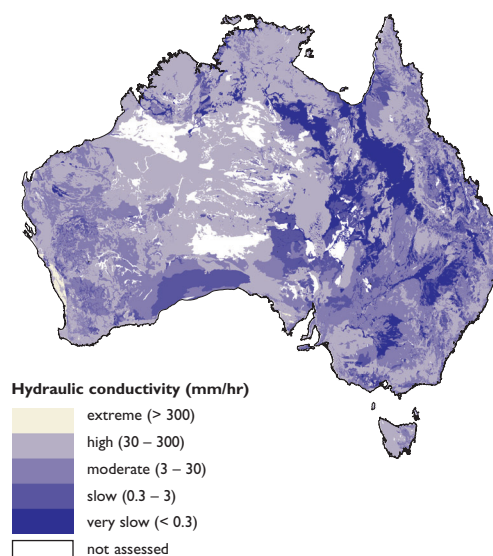 Hydraulic conductivity (mm/hr)
extreme (> 300)
high (30 – 300)
moderate (3 – 30)
slow (0.3 – 3)
very slow (< 0.3)
not assessed